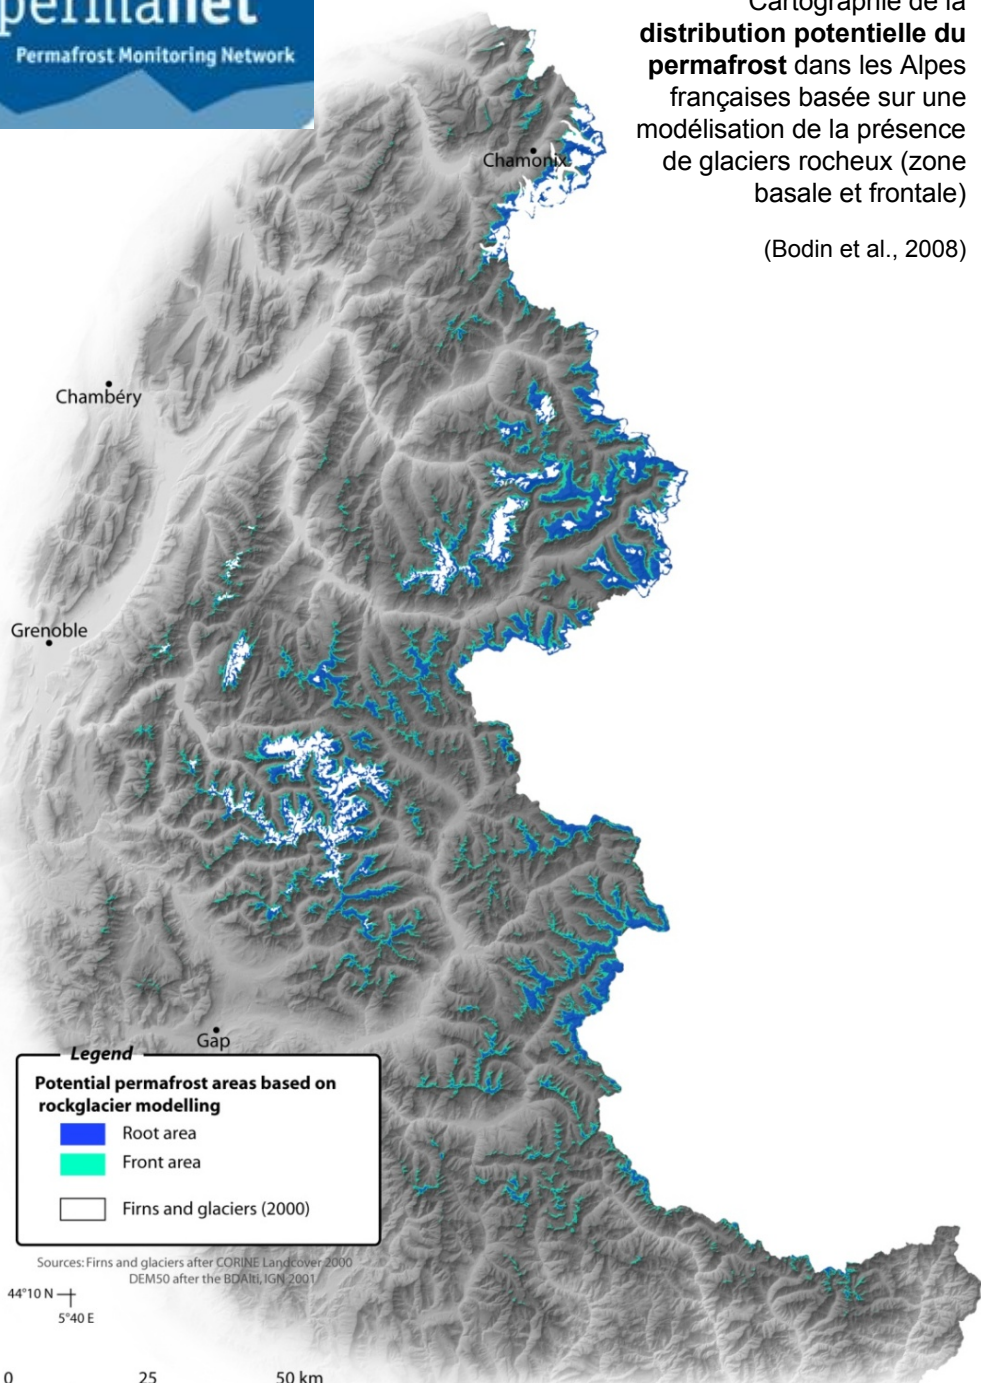 permanet
Permafrost Monitoring Network
Cartographie de la
distribution potentielle du
permafrost dans les Alpes
françaises basée sur une
modélisation de la présence
de glaciers rocheux (zone
basale et frontale)
(Bodin et al., 2008)
Chamonix
Chambéry
Grenoble
Gap
Legend
Potential permafrost areas based on
rockglacier modelling
Root area
Front area
Firns and glaciers (2000)
Sources: Firns and glaciers after CORINE Landcover 2000
DEM50 after the BDAlti, IGN 2001
44°10 N
5°40 E
0 25 50 km